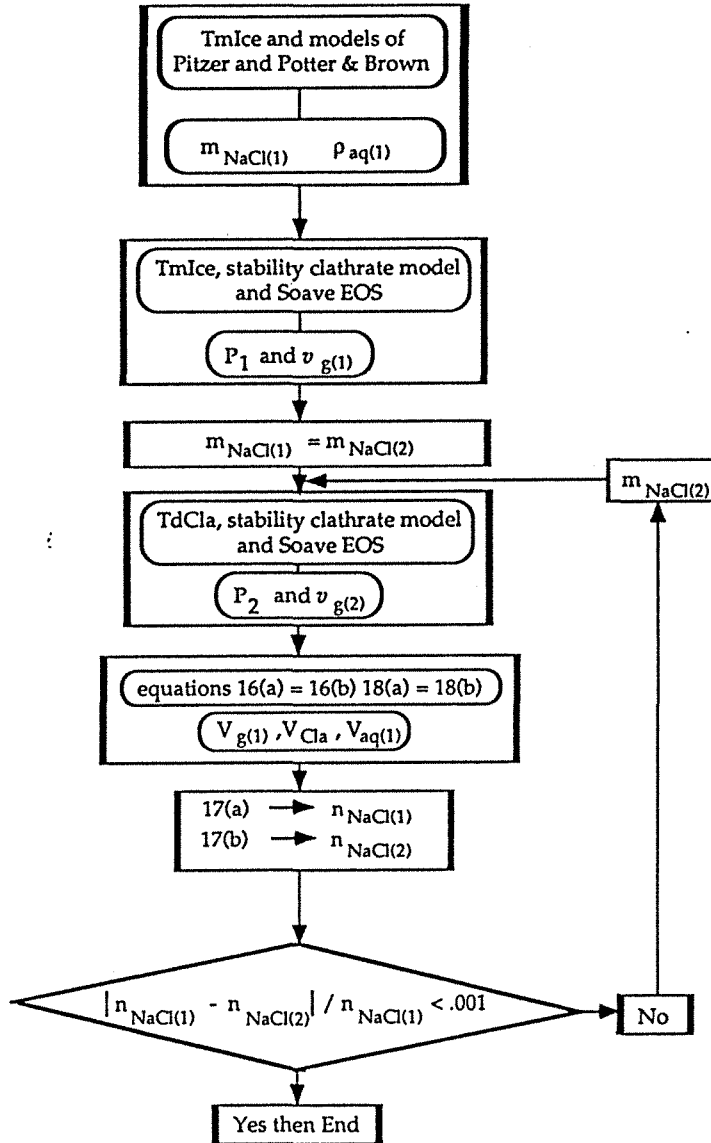 TmIce and models of
Pitzer and Potter & Brown
m NaCl(1) ρ aq(1)
TmIce, stability clathrate model
and Soave EOS
P1 and v g(1)
m NaCl(1) = m NaCl(2)
m NaCl(2)
TdCla, stability clathrate model
and Soave EOS
P2 and v g(2)
equations 16(a) = 16(b) 18(a) = 18(b)
V g(1) , V Cla , V aq(1)
17(a) → n NaCl(1)
17(b) → n NaCl(2)
| n NaCl(1) - n NaCl(2) | / n NaCl(1) < .001
No
Yes then End